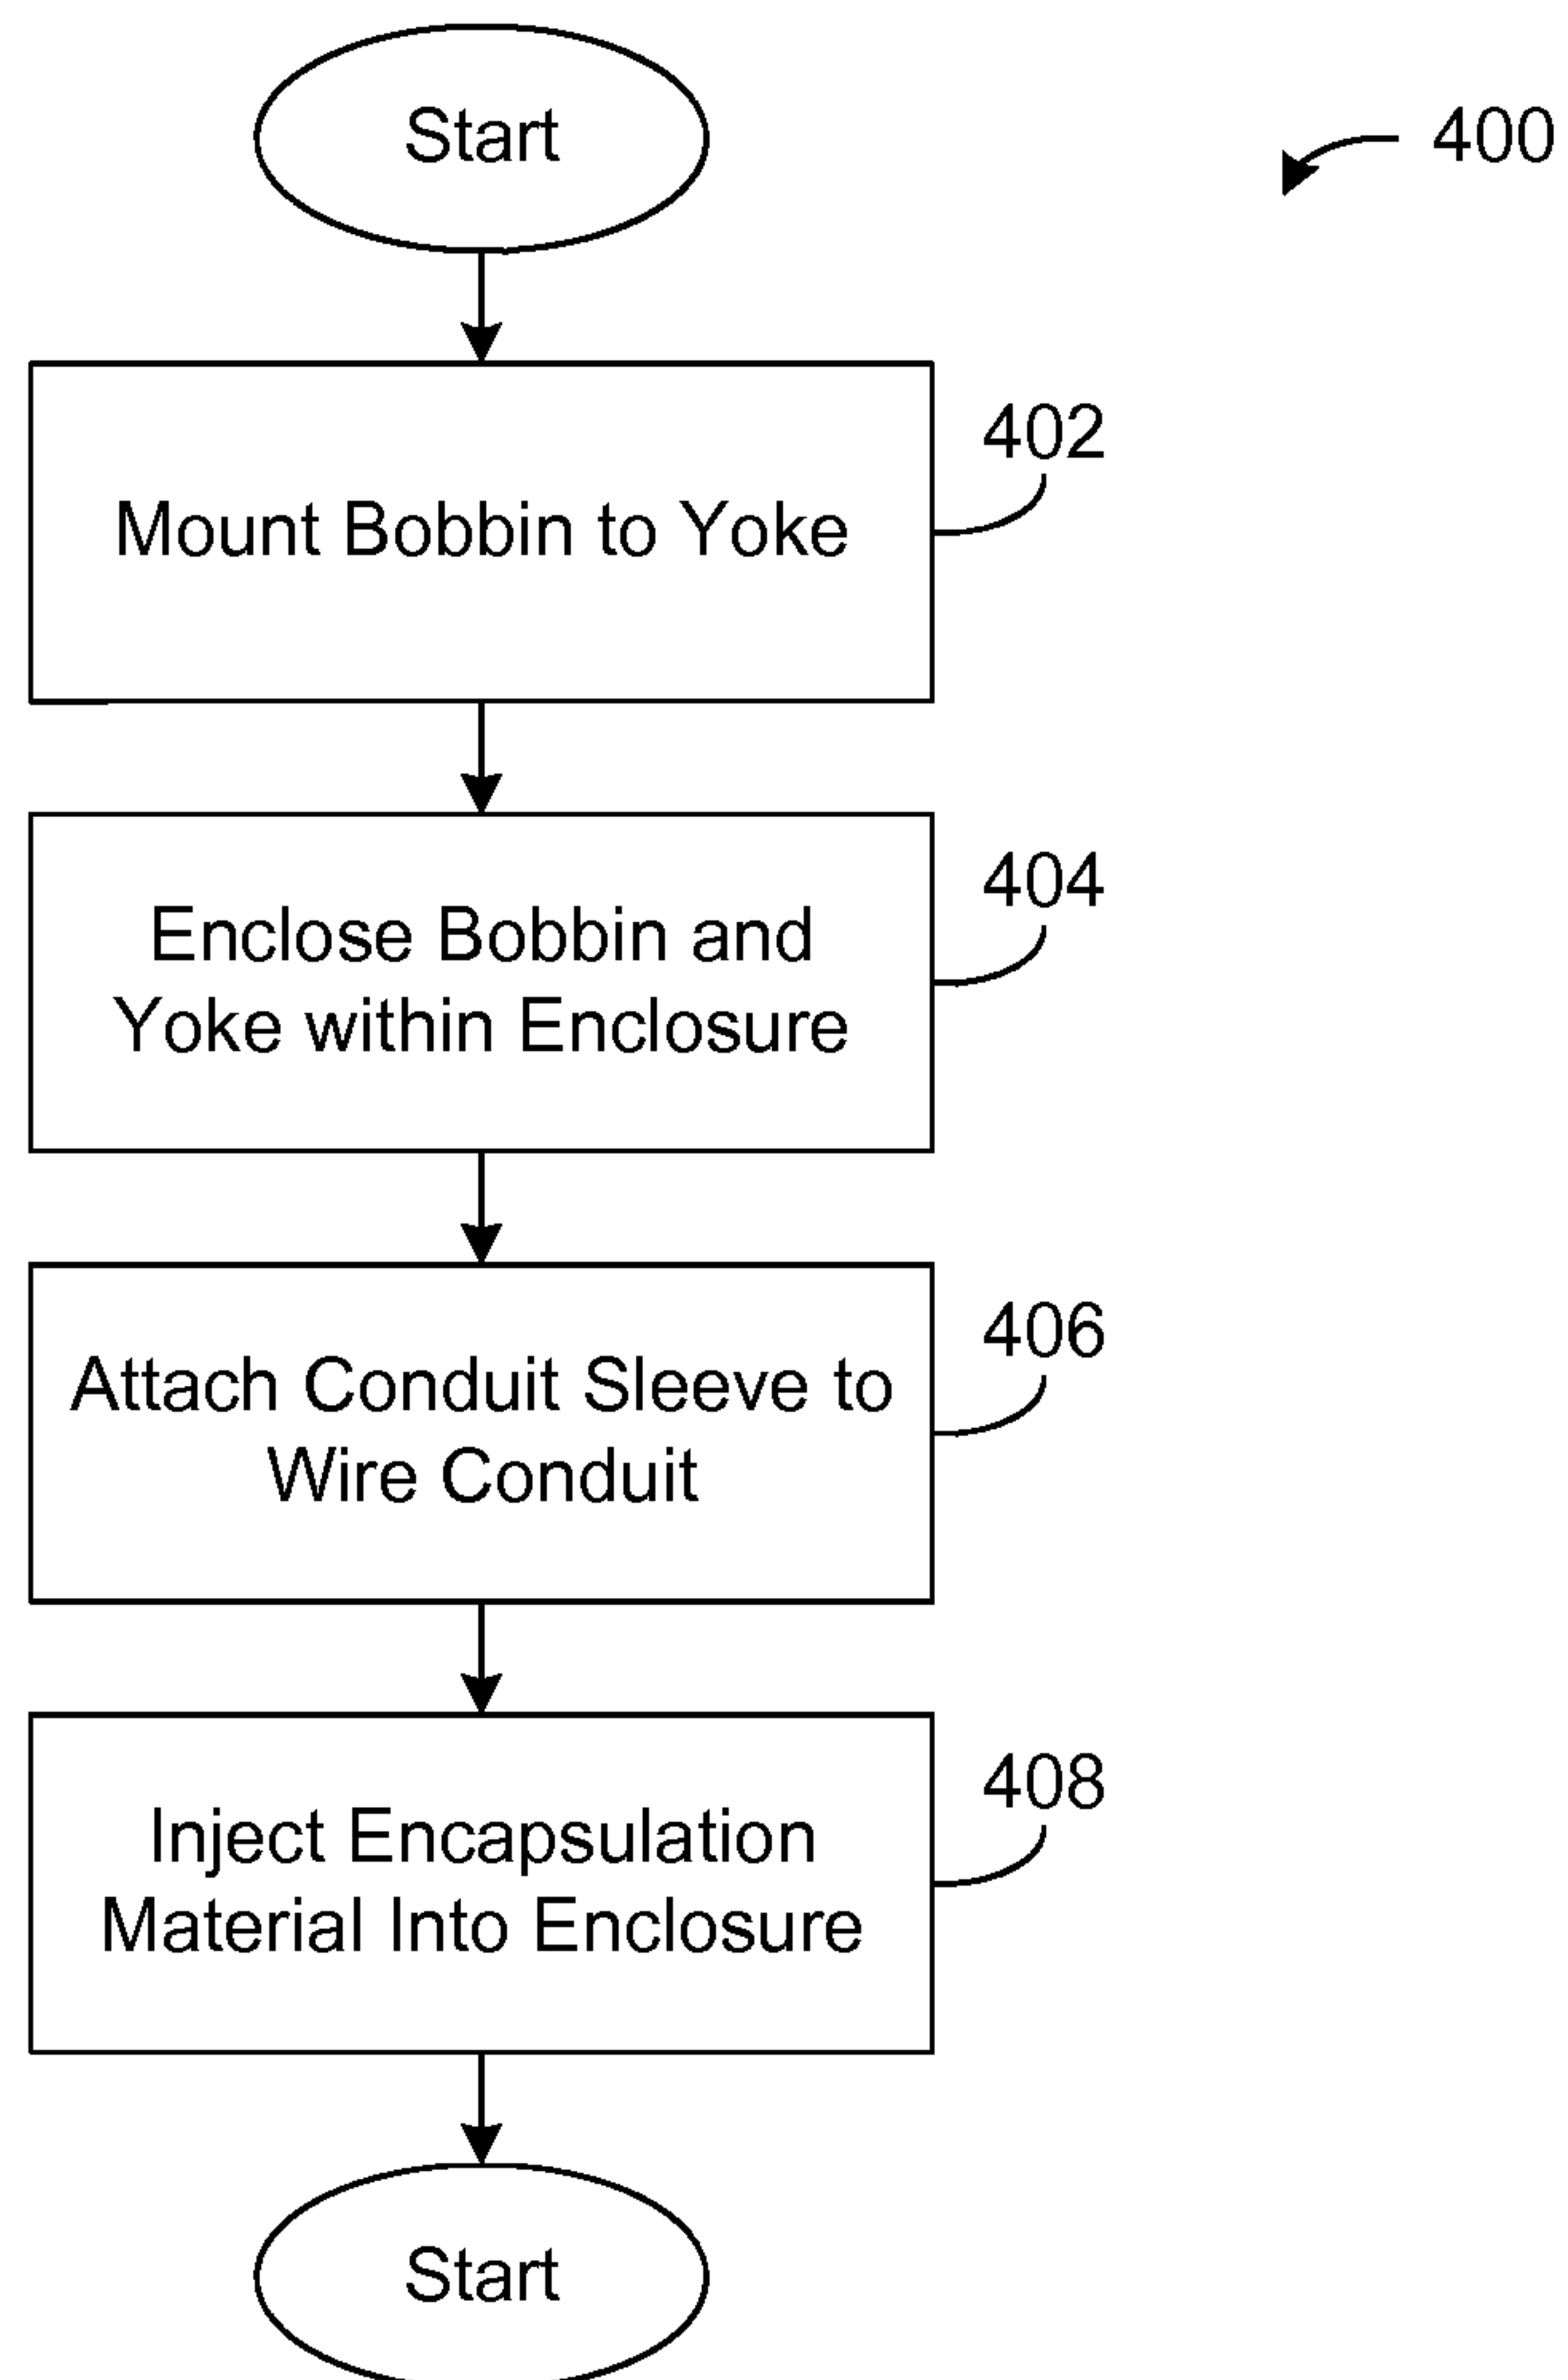 Start
400
402
Mount Bobbin to Yoke
404
Enclose Bobbin and
Yoke within Enclosure
406
Attach Conduit Sleeve to
Wire Conduit
408
Inject Encapsulation
Material Into Enclosure
Start